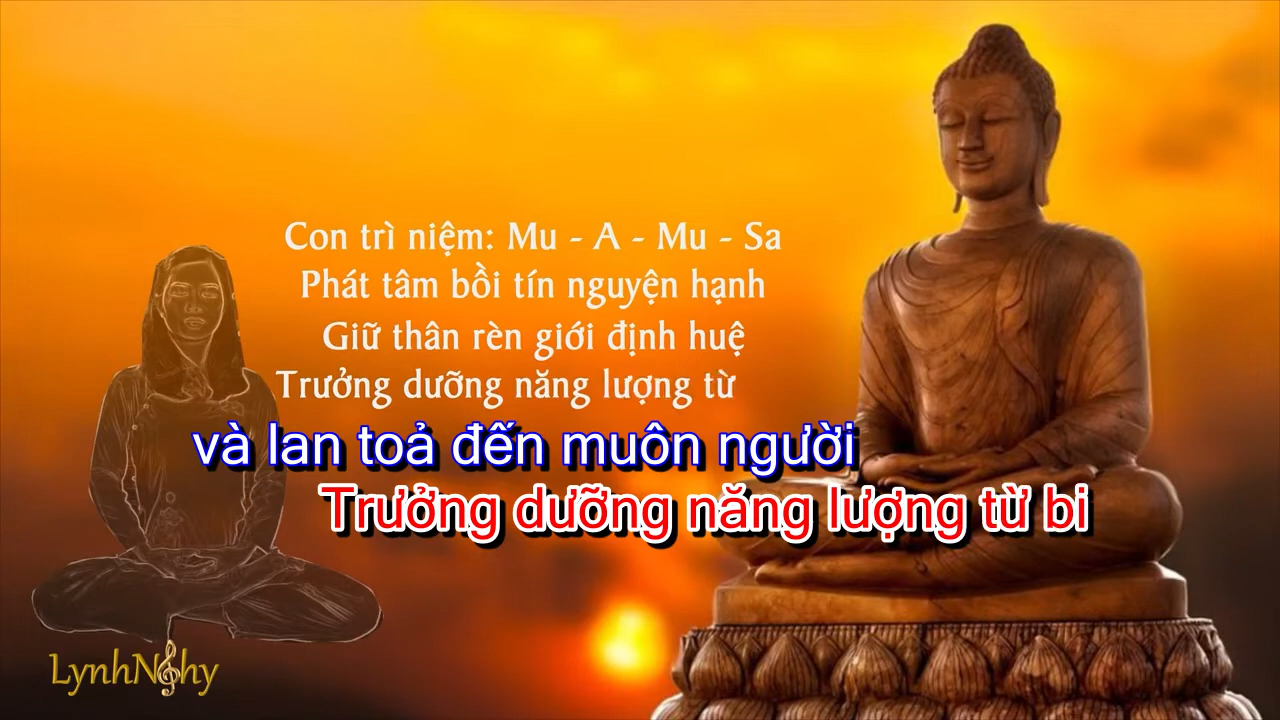 Con trì niệm: Mu - A - Mu - Sa
Phát tâm bồi tín nguyện hạnh
Giữ thân rèn giới định huệ
Trưởng dưỡng năng lượng từ
và lan toả đến muôn người
Trưởng dưỡng năng lượng từ bi
LynhNghy